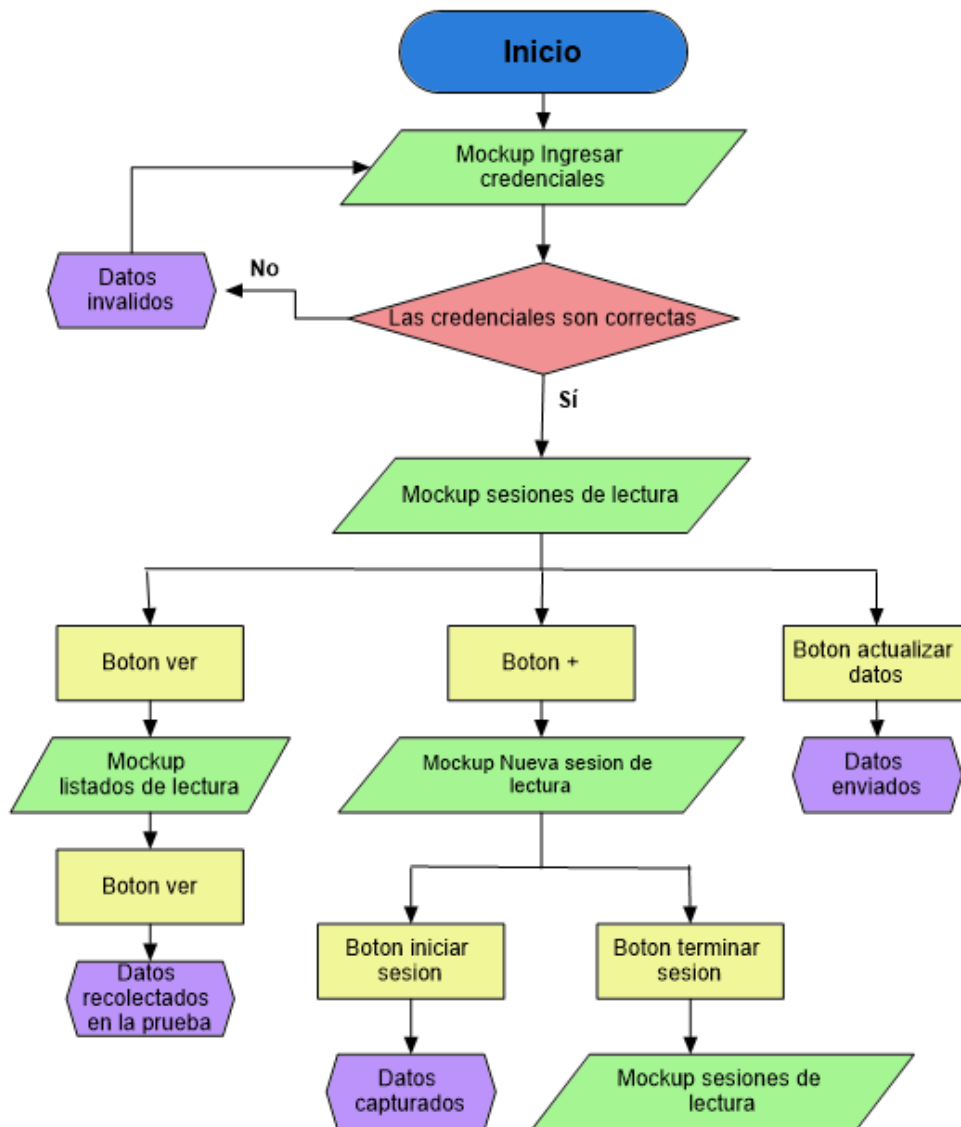 Inicio
Mockup Ingresar
credenciales
Datos
invalidos
No
Las credenciales son correctas
Sí
Mockup sesiones de lectura
Boton ver
Boton +
Boton actualizar
datos
Mockup
listados de lectura
Mockup Nueva sesion de
lectura
Datos
enviados
Boton ver
Boton iniciar
sesion
Boton terminar
sesion
Datos
recolectados
en la prueba
Datos
capturados
Mockup sesiones de
lectura